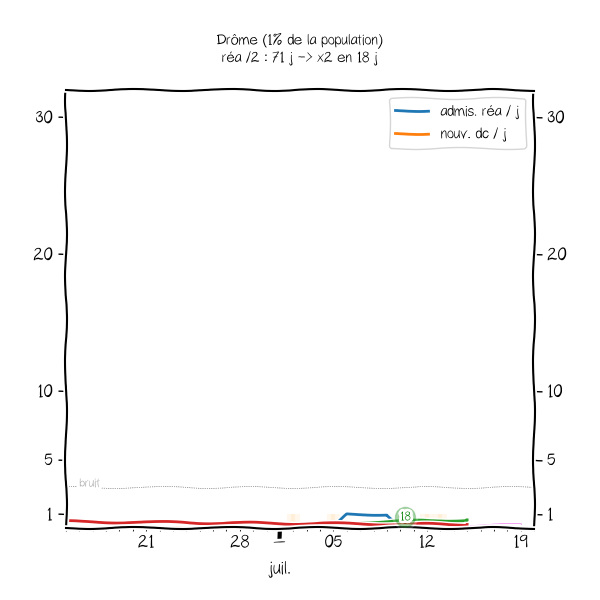 Drôme (1% de la population)
réa /2 : 71 j -> x2 en 18 j
admis. réa / j
nouv. dc / j
30
30
20
20
10
10
5
5
bruit
1
1
18
21
28
05
12
19
juil.